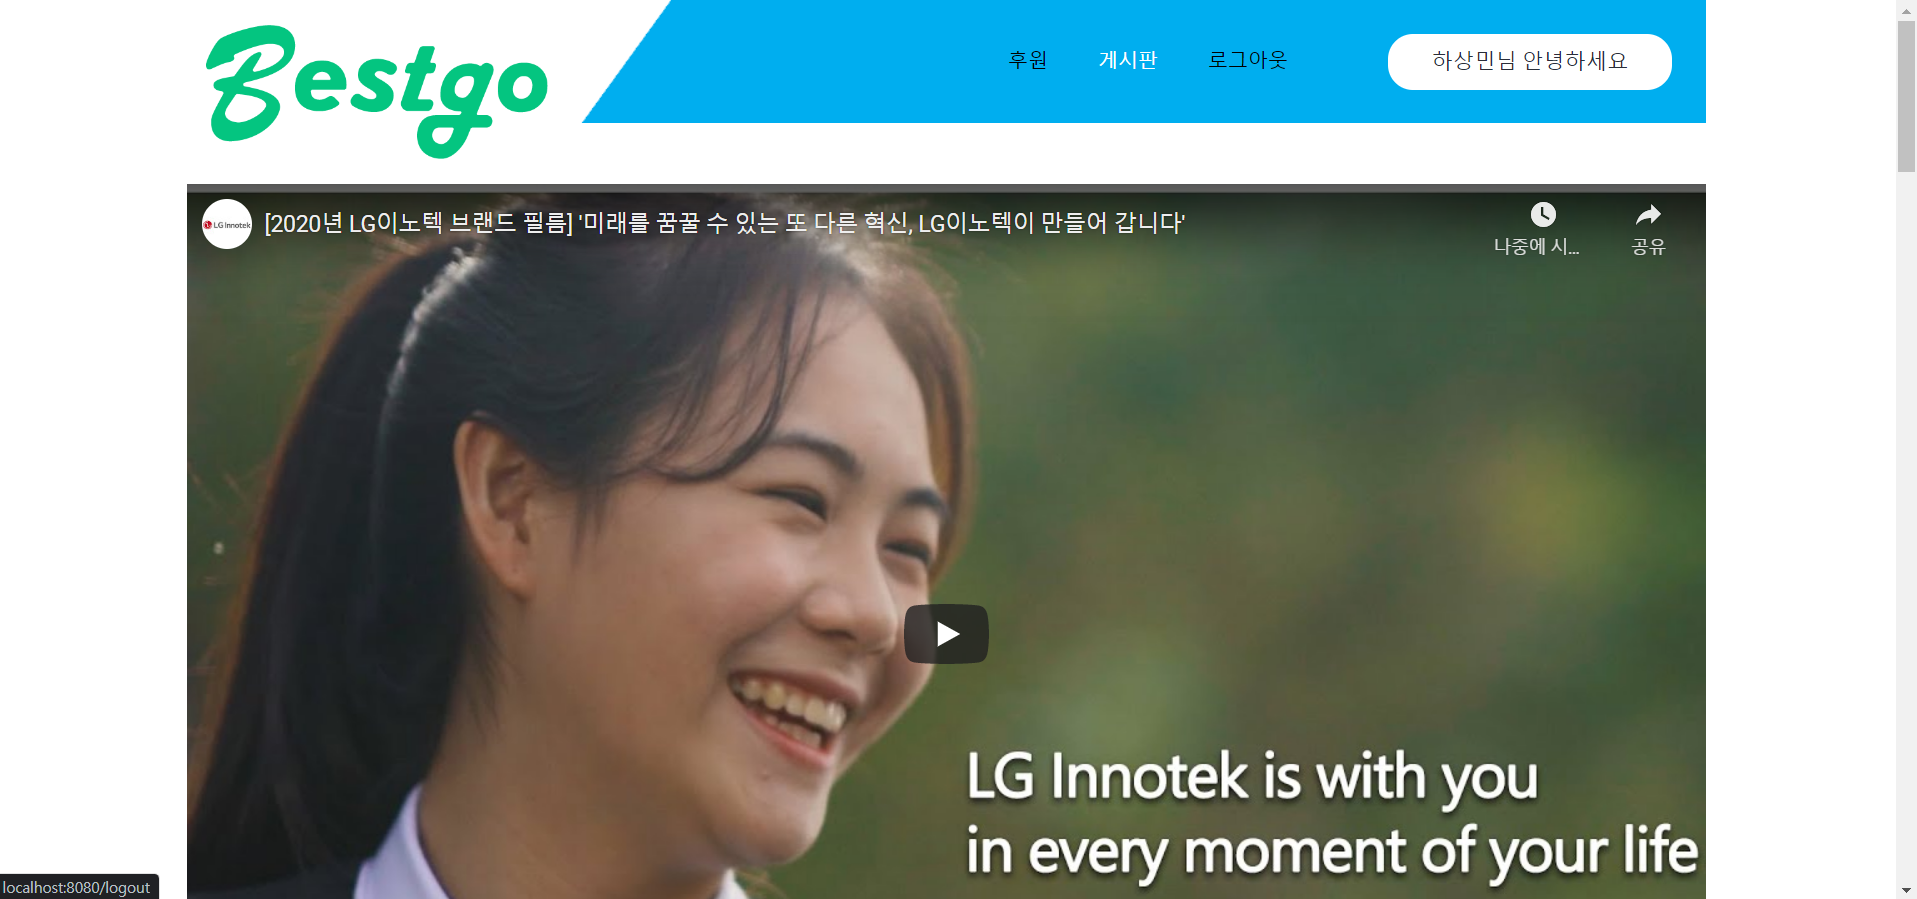 Bestgo
후원
게시판
로그아웃
하상민님 안녕하세요
LG Innotek
[2020년 LG이노텍 브랜드 필름] '미래를 꿈꿀 수 있는 또 다른 혁신, LG이노텍이 만들어 갑니다'
나중에 시...
공유
LG Innotek is with you
in every moment of your life
localhost:8080/logout